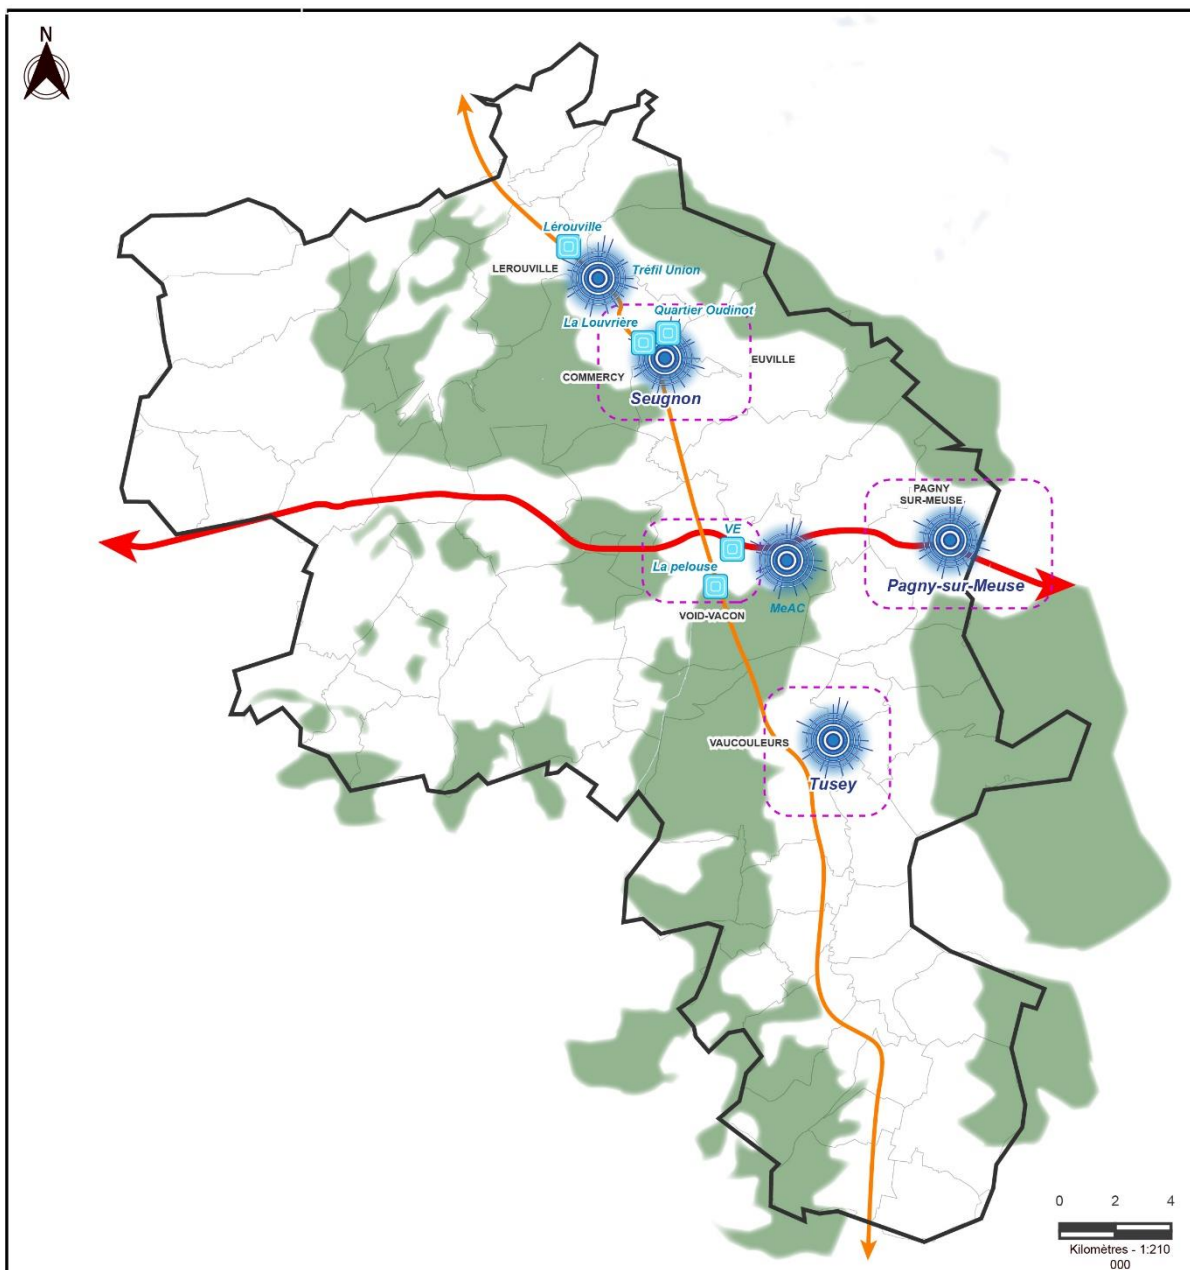 N
Lérouville
LEROUVILLE
Tréfil Union
Quartier Oudinot
La Louvrière
EUVILLE
COMMERCY
Seugnon
PAGNY
SUR-MEUSE
VE
La pelouse
Pagny-sur-Meuse
MeAC
VOID-VACON
VAUCOULEURS
Tusey
0 2 4
Kilomètres - 1:210
000